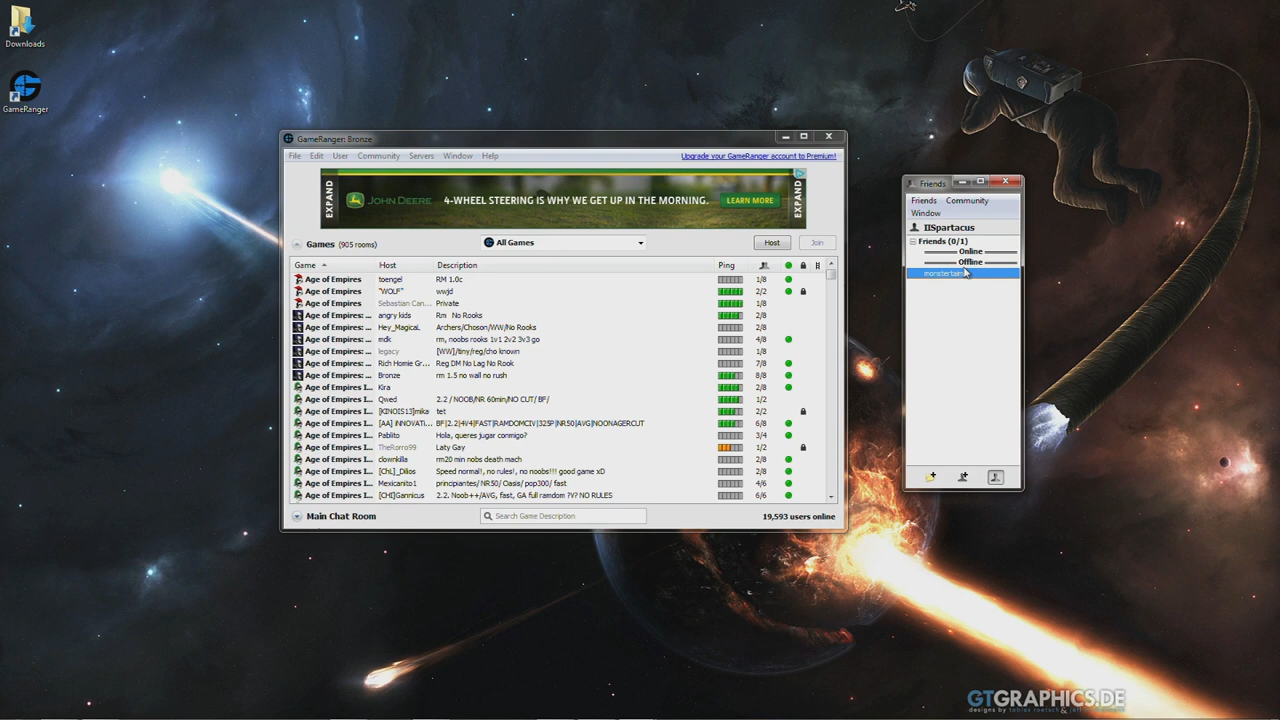 Downloads
GameRanger
GameRanger: Bronze
File Edit User Community Servers Window Help Upgrade your GameRanger account to Premium!
EXPAND JOHN DEERE 4-WHEEL STEERING IS WHY WE GET UP IN THE MORNING. LEARN MORE EXPAND
Games (905 rooms) All Games Host Join
Game Host Description Ping
Age of Empires toengel RM 1.0c 1/8
Age of Empires "WOLF" wwjd 2/2
Age of Empires Sebastian Can... Private 1/8
Age of Empires: ... angry kids Rm No Rooks 2/8
Age of Empires: ... Hey_MagicaL Archers/Choson/WW/No Rooks 2/8
Age of Empires: ... mdk rm, noobs rooks 1v1 2v2 3v3 go 4/8
Age of Empires: ... legacy [WW]/tiny/reg/cho known 1/8
Age of Empires: ... Rich Homie Gr... Reg DM No Lag No Rook 7/8
Age of Empires: ... Bronze rm 1.5 no wall no rush 8/8
Age of Empires I... Kira 2/8
Age of Empires I... Qwed 2.2 / NOOB/NR 60min/NO CUT/ BF/ 1/2
Age of Empires I... [KINOIS13]mika tet 2/2
Age of Empires I... [AA] INNOVATI... BF|2.2|4V4|FAST|RAMDOMCIV|325P|NR50|AVG|NOONAGERCUT 6/8
Age of Empires I... Pablito Hola, queres jugar conmigo? 3/4
Age of Empires I... TheRorro99 Laty Gay 1/2
Age of Empires I... clownkilla rm20 min nobs death mach 2/8
Age of Empires I... [ChL]_Dilios Speed normal!, no rules!, no noobs!!! good game xD 2/8
Age of Empires I... Mexicanito1 principiantes/ NR50/ Oasis/ pop300/ fast 4/6
Age of Empires I... [CHI]Gannicus 2.2. Noob++/AVG, fast, GA full ramdom ?V? NO RULES 6/6
Main Chat Room Search Game Description 19,593 users online
Friends
Friends Community
Window
IISpartacus
Friends (0/1)
Online
Offline
GTGRAPHICS.DE